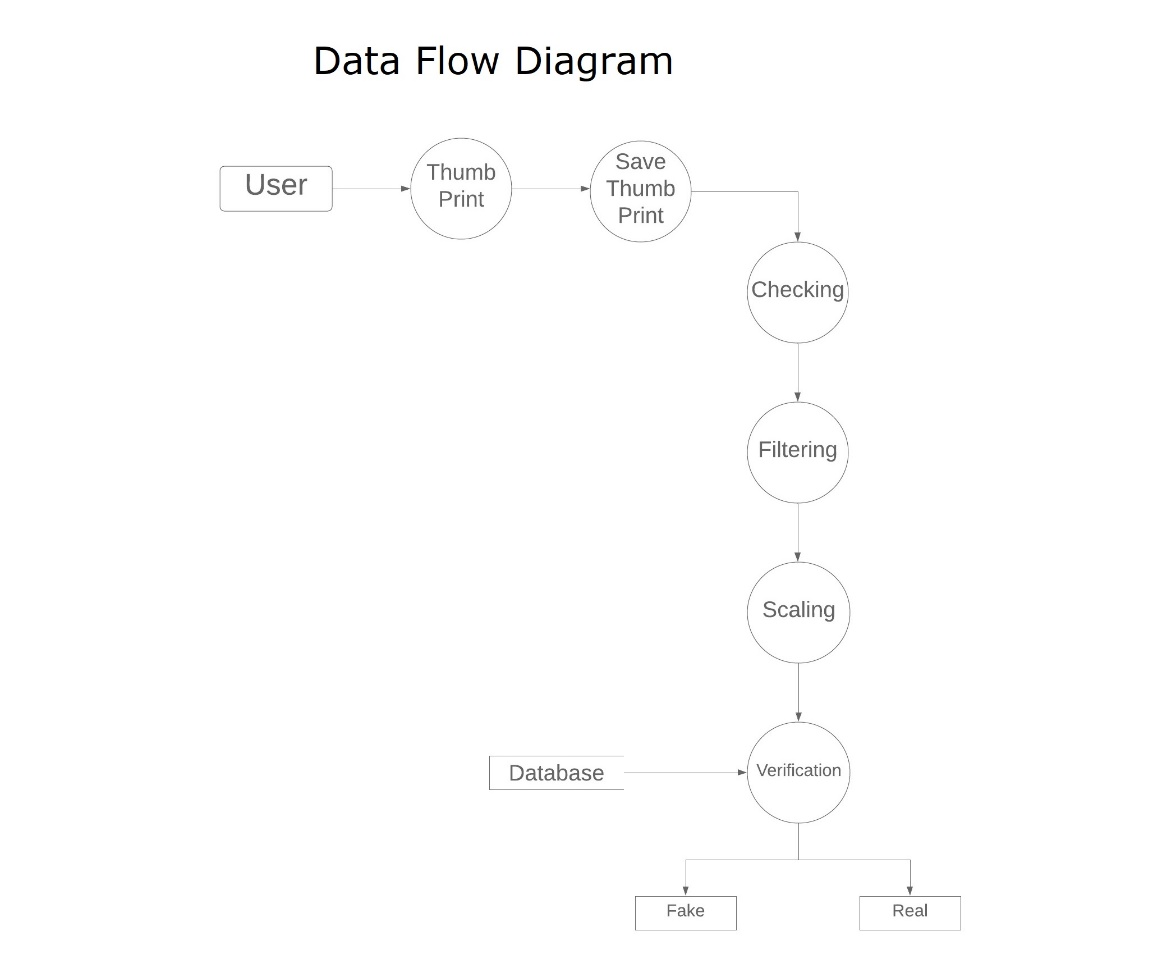 Data Flow Diagram
User
Thumb
Print
Save
Thumb
Print
Checking
Filtering
Scaling
Database
Verification
Fake
Real